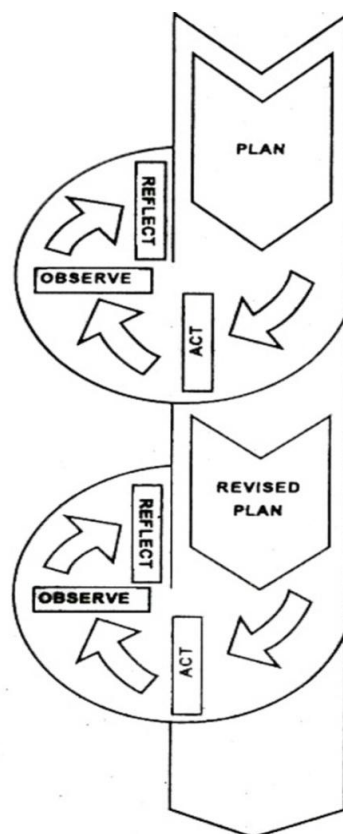 PLAN
REFLECT
OBSERVE
ACT
REVISED
PLAN
REFLECT
OBSERVE
ACT